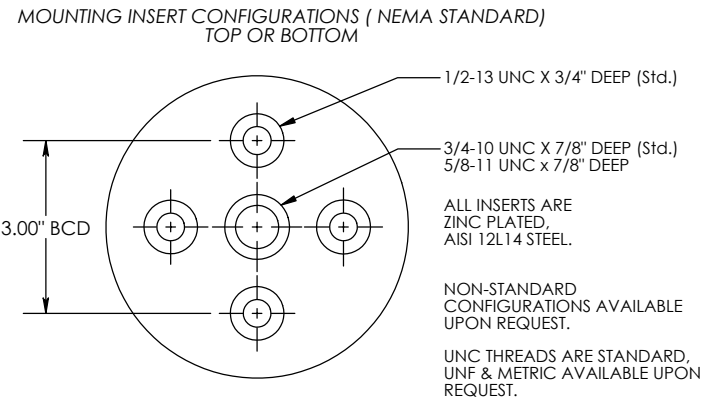 MOUNTING INSERT CONFIGURATIONS ( NEMA STANDARD)
TOP OR BOTTOM
1/2-13 UNC X 3/4" DEEP (Std.)
3/4-10 UNC X 7/8" DEEP (Std.)
5/8-11 UNC x 7/8" DEEP
3.00" BCD
ALL INSERTS ARE
ZINC PLATED,
AISI 12L14 STEEL.
NON-STANDARD
CONFIGURATIONS AVAILABLE
UPON REQUEST.
UNC THREADS ARE STANDARD,
UNF & METRIC AVAILABLE UPON
REQUEST.